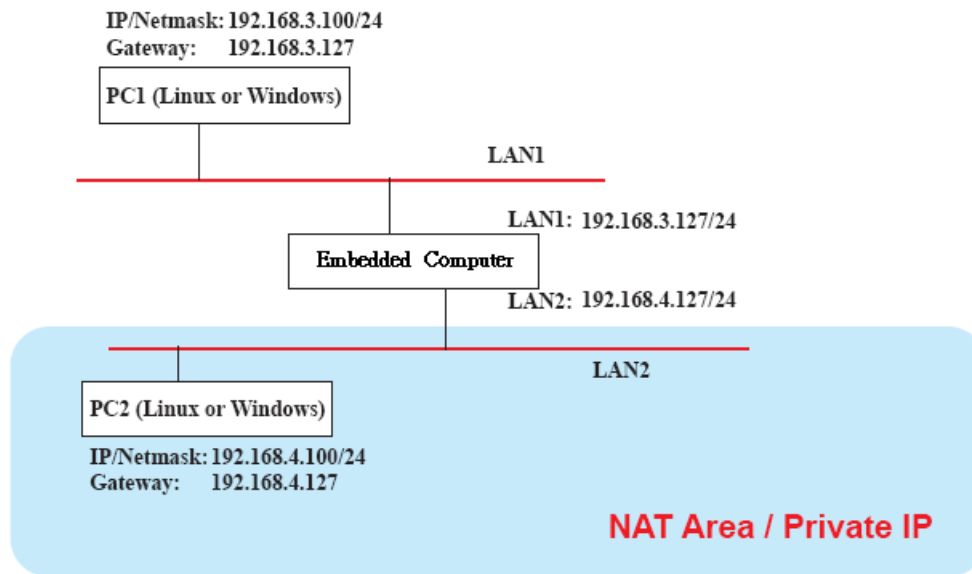 IP/Netmask: 192.168.3.100/24
Gateway: 192.168.3.127
PC1 (Linux or Windows)
LAN1
LAN1: 192.168.3.127/24
Embedded Computer
LAN2: 192.168.4.127/24
LAN2
PC2 (Linux or Windows)
IP/Netmask: 192.168.4.100/24
Gateway: 192.168.4.127
NAT Area / Private IP